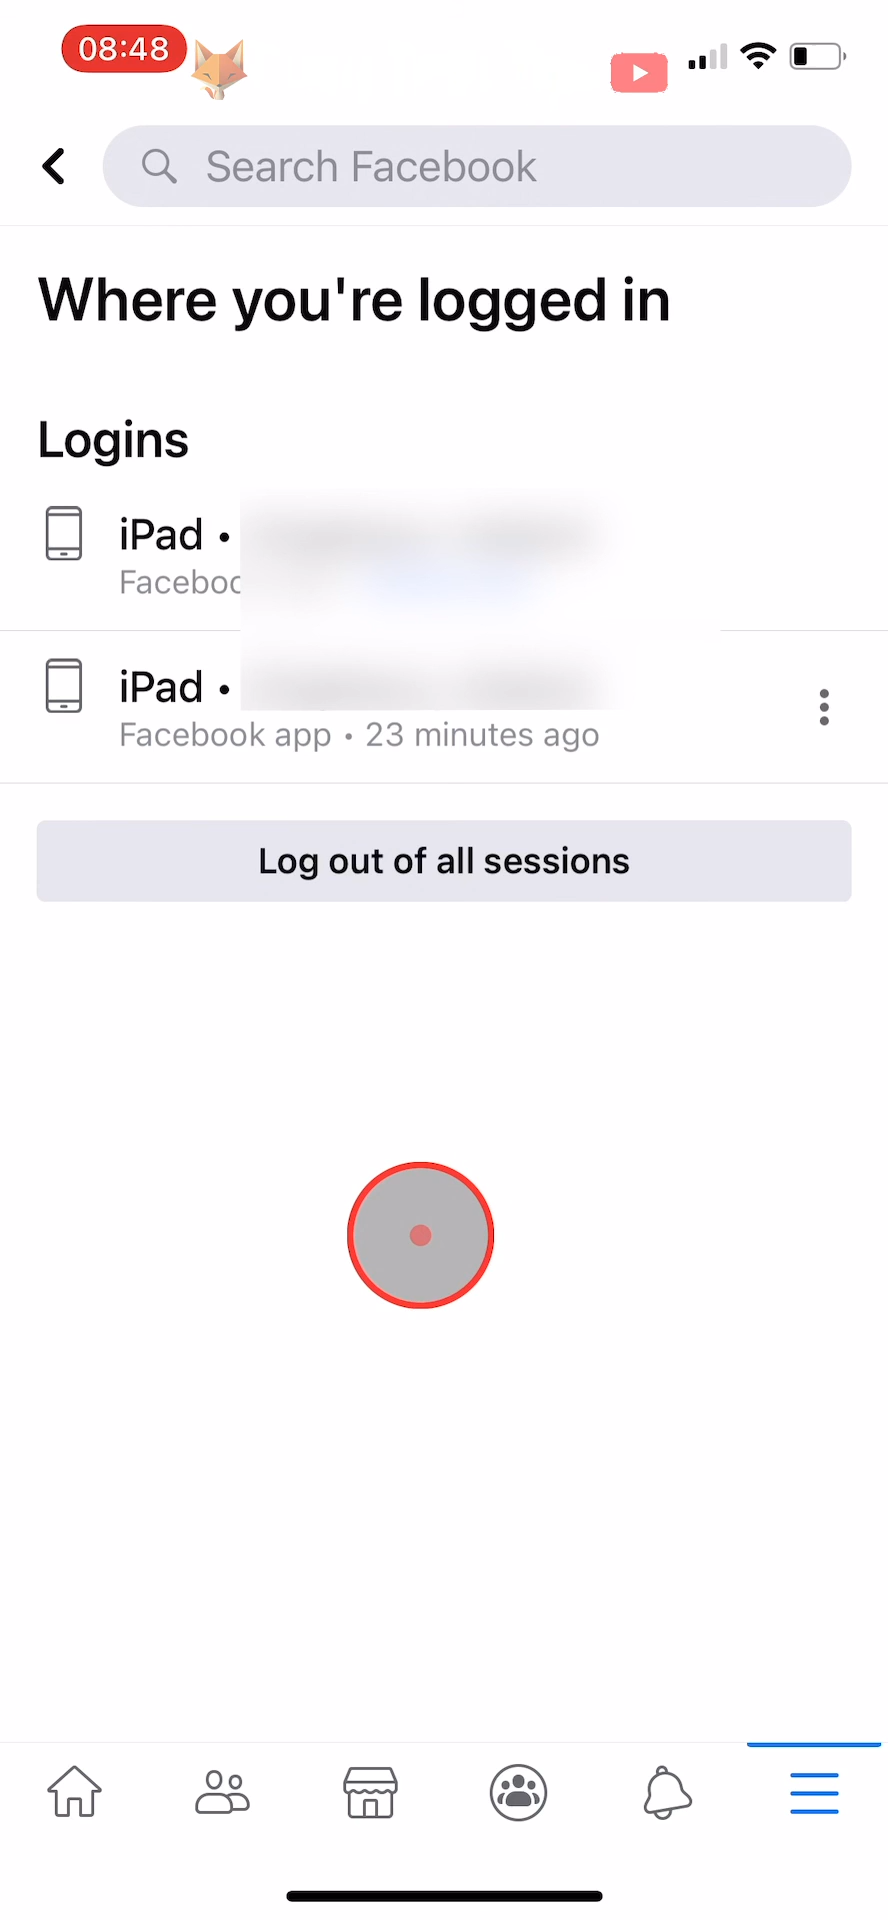 08:48
Search Facebook
Where you're logged in
Logins
iPad •
iPad •
Facebook app • 23 minutes ago
Log out of all sessions